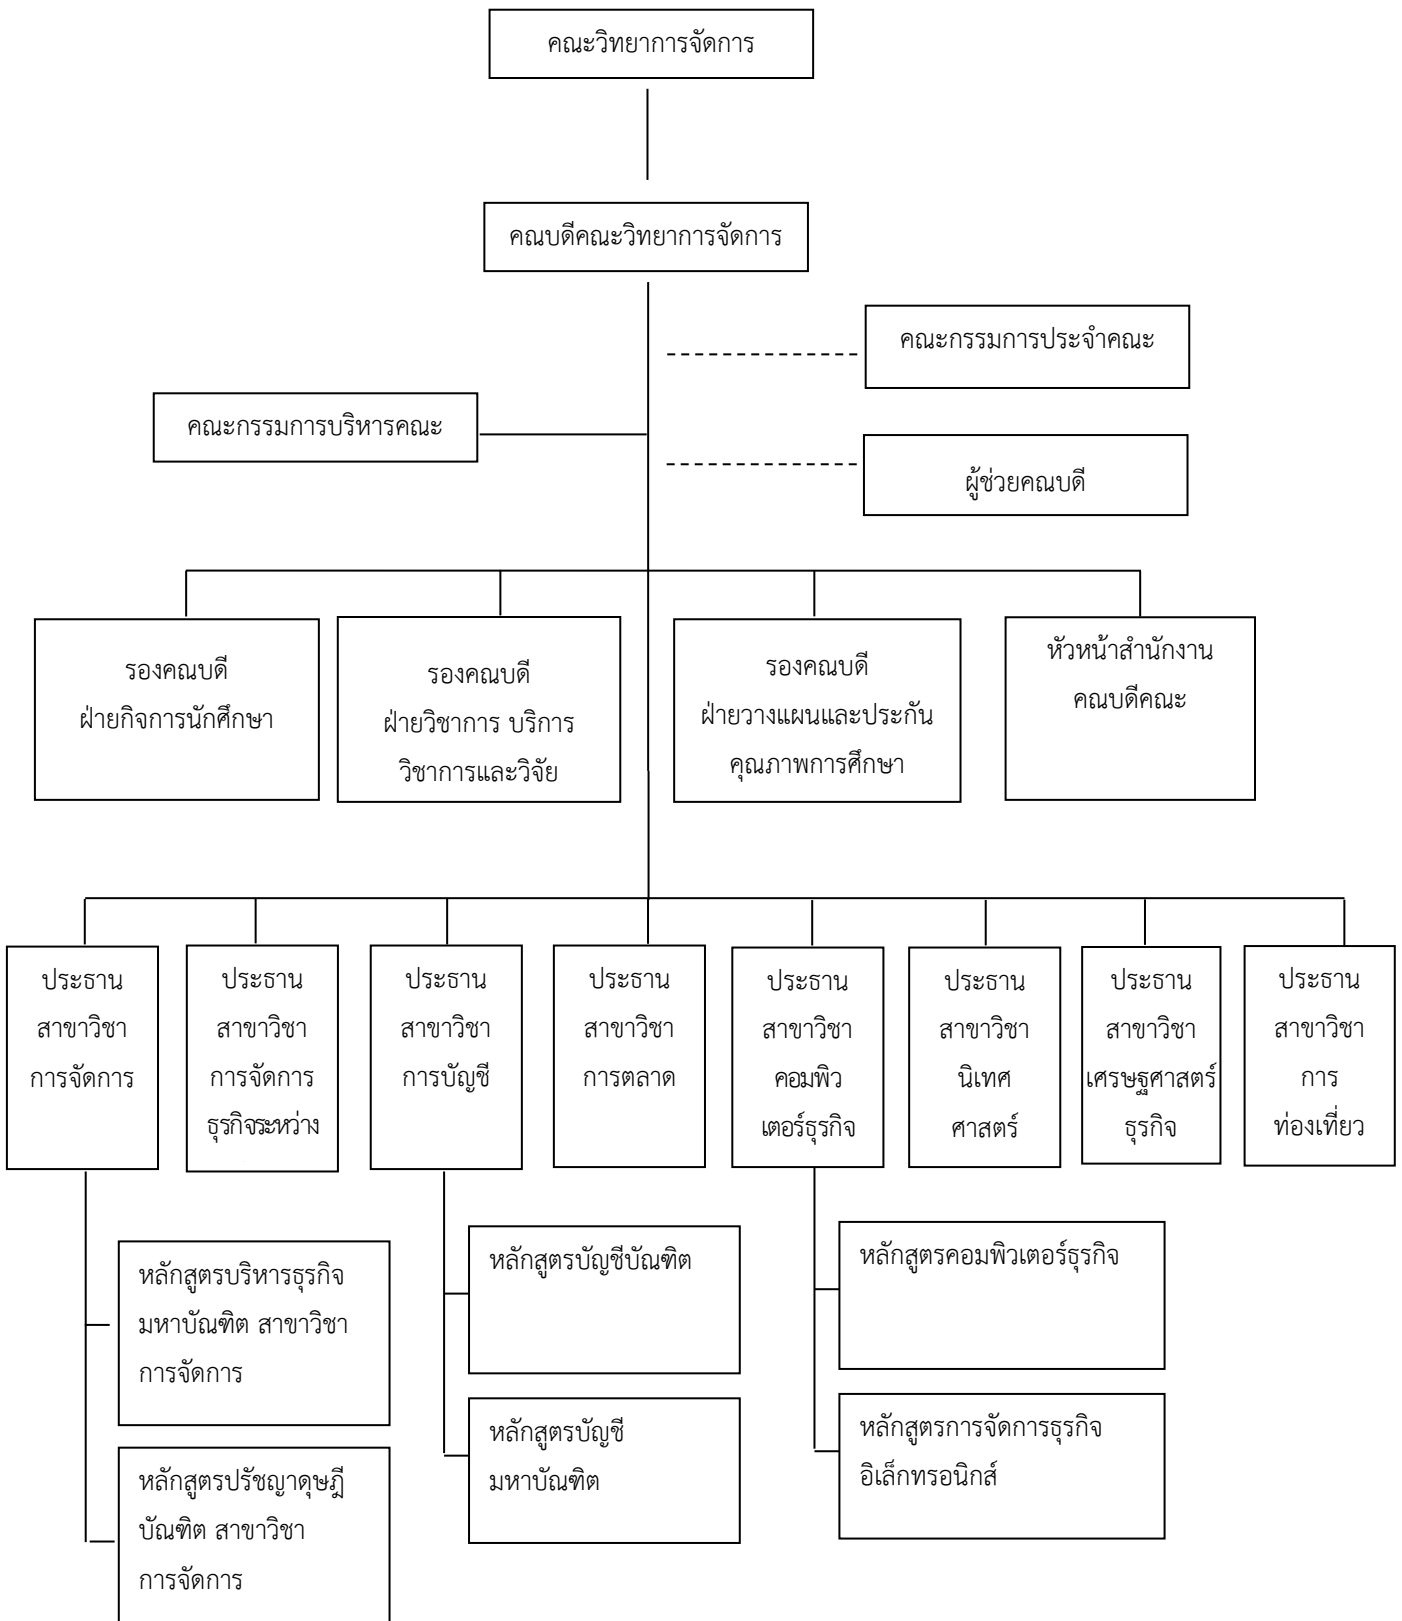 คณะวิทยาการจัดการ
คณบดีคณะวิทยาการจัดการ
คณะกรรมการประจำคณะ
คณะกรรมการบริหารคณะ
ผู้ช่วยคณบดี
รองคณบดี
ฝ่ายกิจการนักศึกษา
รองคณบดี
ฝ่ายวิชาการ บริการ
วิชาการและวิจัย
รองคณบดี
ฝ่ายวางแผนและประกัน
คุณภาพการศึกษา
หัวหน้าสำนักงาน
คณบดีคณะ
ประธาน
สาขาวิชา
การจัดการ
ประธาน
สาขาวิชา
การจัดการ
ธุรกิจระหว่าง
ประธาน
สาขาวิชา
การบัญชี
ประธาน
สาขาวิชา
การตลาด
ประธาน
สาขาวิชา
คอมพิว
เตอร์ธุรกิจ
ประธาน
สาขาวิชา
นิเทศ
ศาสตร์
ประธาน
สาขาวิชา
เศรษฐศาสตร์
ธุรกิจ
ประธาน
สาขาวิชา
การ
ท่องเที่ยว
หลักสูตรบริหารธุรกิจ
มหาบัณฑิต สาขาวิชา
การจัดการ
หลักสูตรปรัชญาดุษฎี
บัณฑิต สาขาวิชา
การจัดการ
หลักสูตรบัญชีบัณฑิต
หลักสูตรบัญชี
มหาบัณฑิต
หลักสูตรคอมพิวเตอร์ธุรกิจ
หลักสูตรการจัดการธุรกิจ
อิเล็กทรอนิกส์